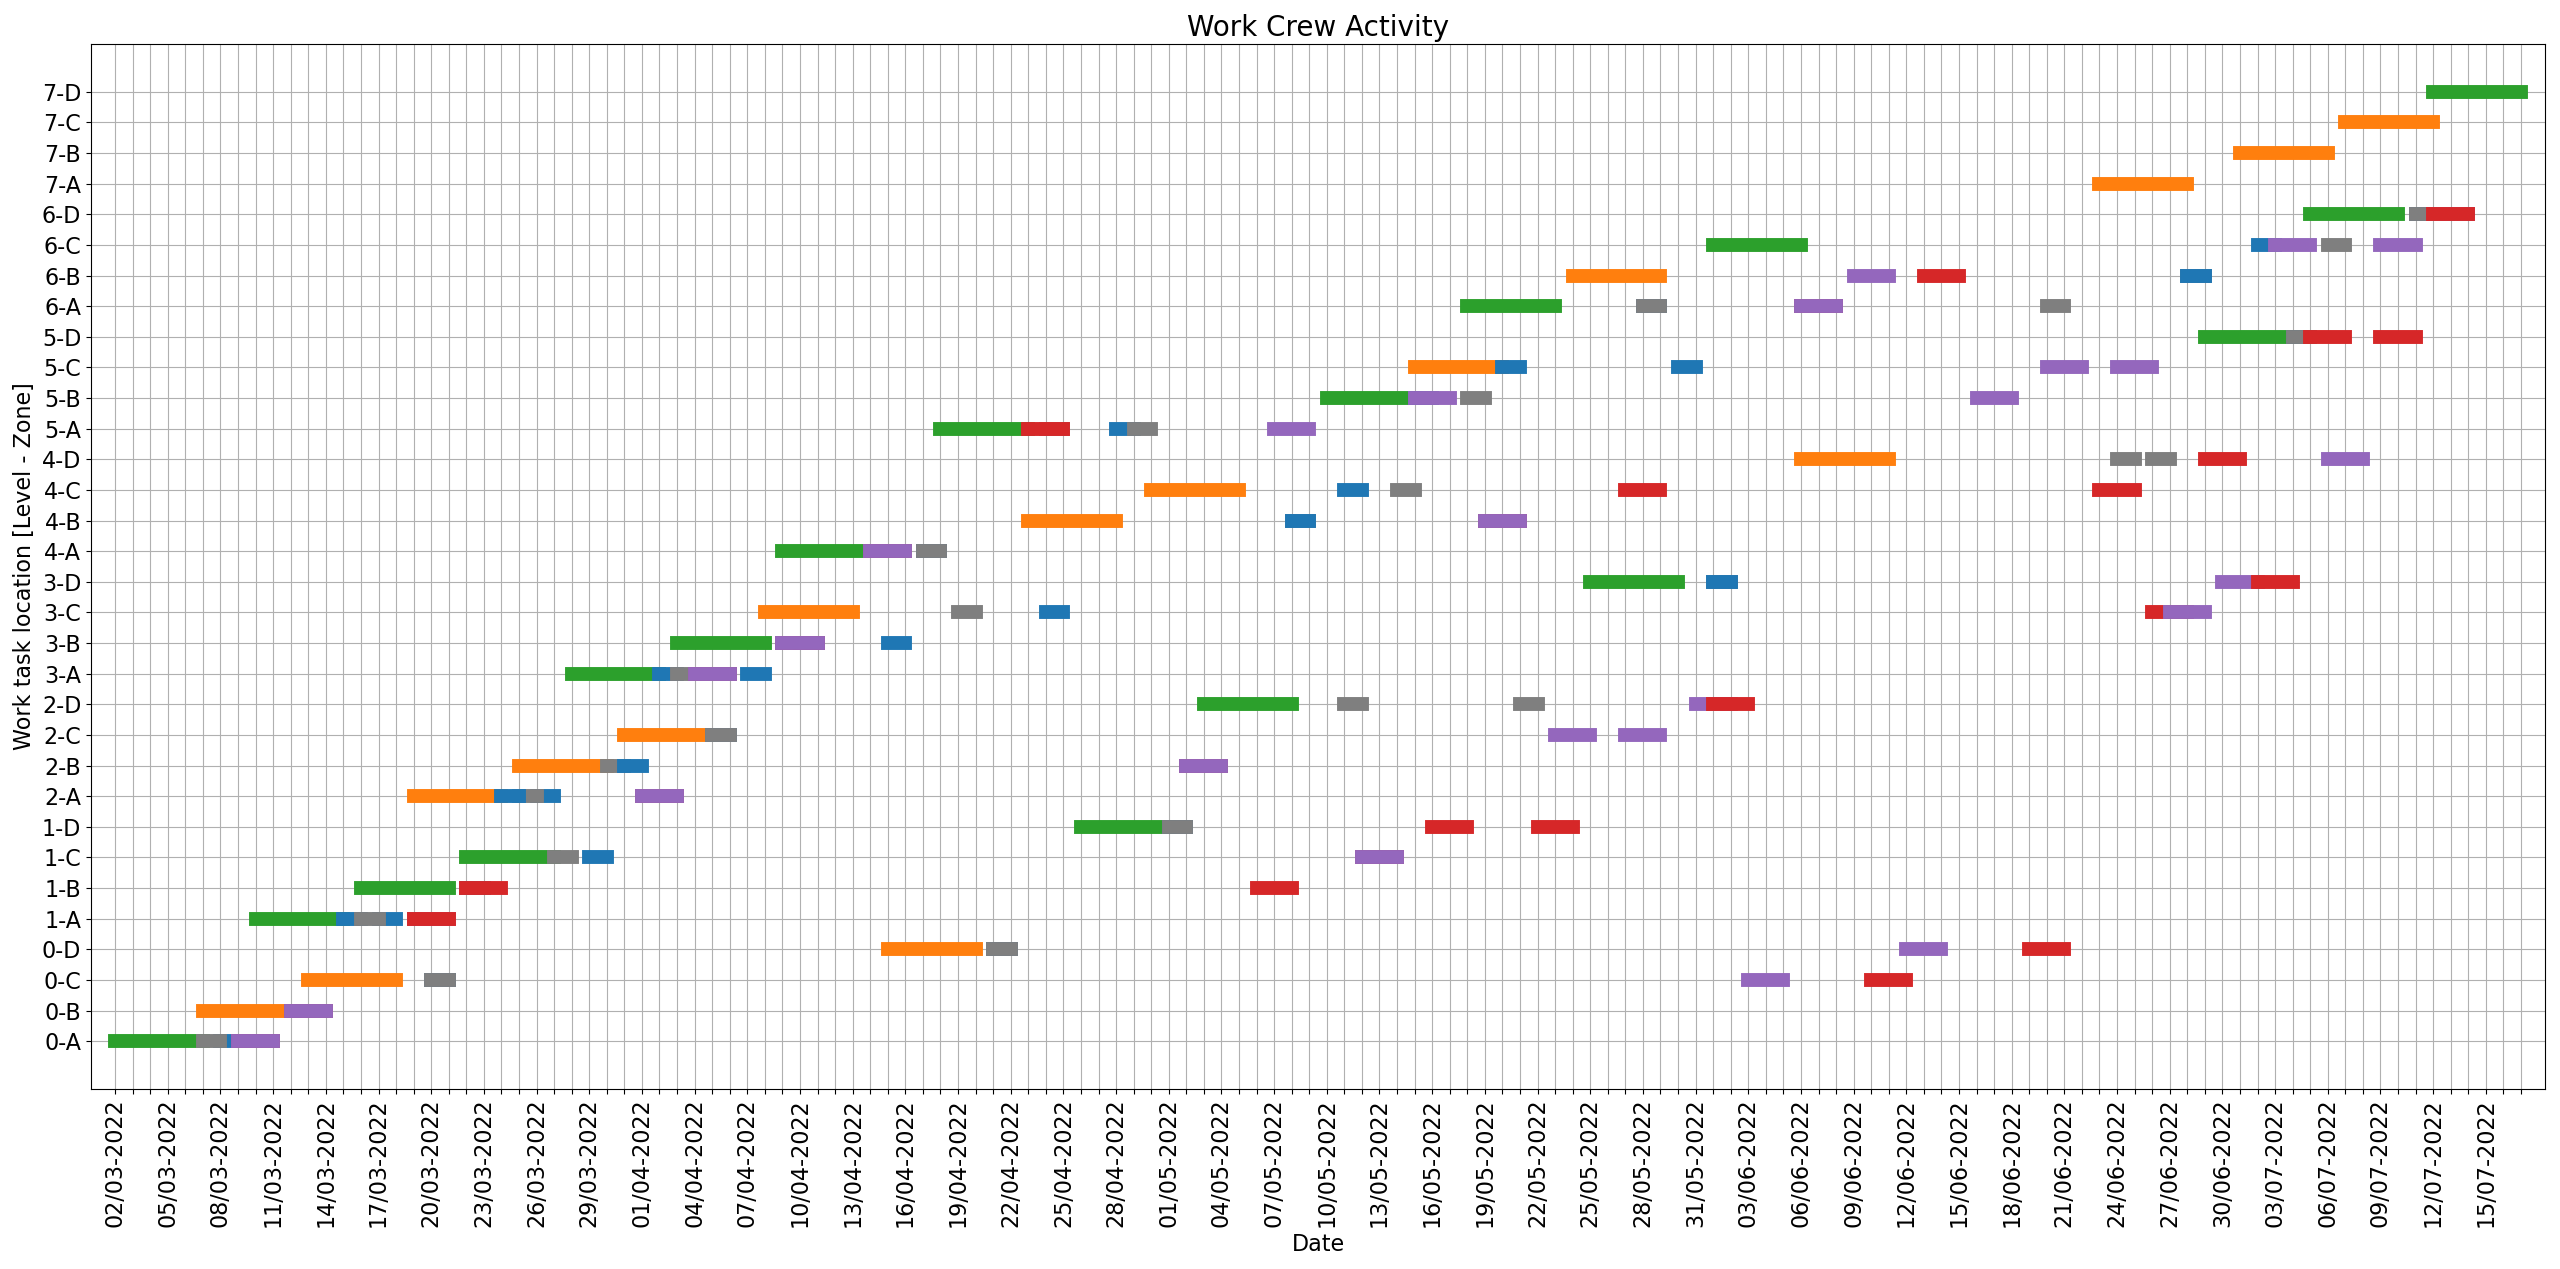 Work Crew Activity
Work task location [Level - Zone]
7-D
7-C
7-B
7-A
6-D
6-C
6-B
6-A
5-D
5-C
5-B
5-A
4-D
4-C
4-B
4-A
3-D
3-C
3-B
3-A
2-D
2-C
2-B
2-A
1-D
1-C
1-B
1-A
0-D
0-C
0-B
0-A
02/03-2022
05/03-2022
08/03-2022
11/03-2022
14/03-2022
17/03-2022
20/03-2022
23/03-2022
26/03-2022
29/03-2022
01/04-2022
04/04-2022
07/04-2022
10/04-2022
13/04-2022
16/04-2022
19/04-2022
22/04-2022
25/04-2022
28/04-2022
01/05-2022
04/05-2022
07/05-2022
10/05-2022
13/05-2022
16/05-2022
19/05-2022
22/05-2022
25/05-2022
28/05-2022
31/05-2022
03/06-2022
06/06-2022
09/06-2022
12/06-2022
15/06-2022
18/06-2022
21/06-2022
24/06-2022
27/06-2022
30/06-2022
03/07-2022
06/07-2022
09/07-2022
12/07-2022
15/07-2022
Date